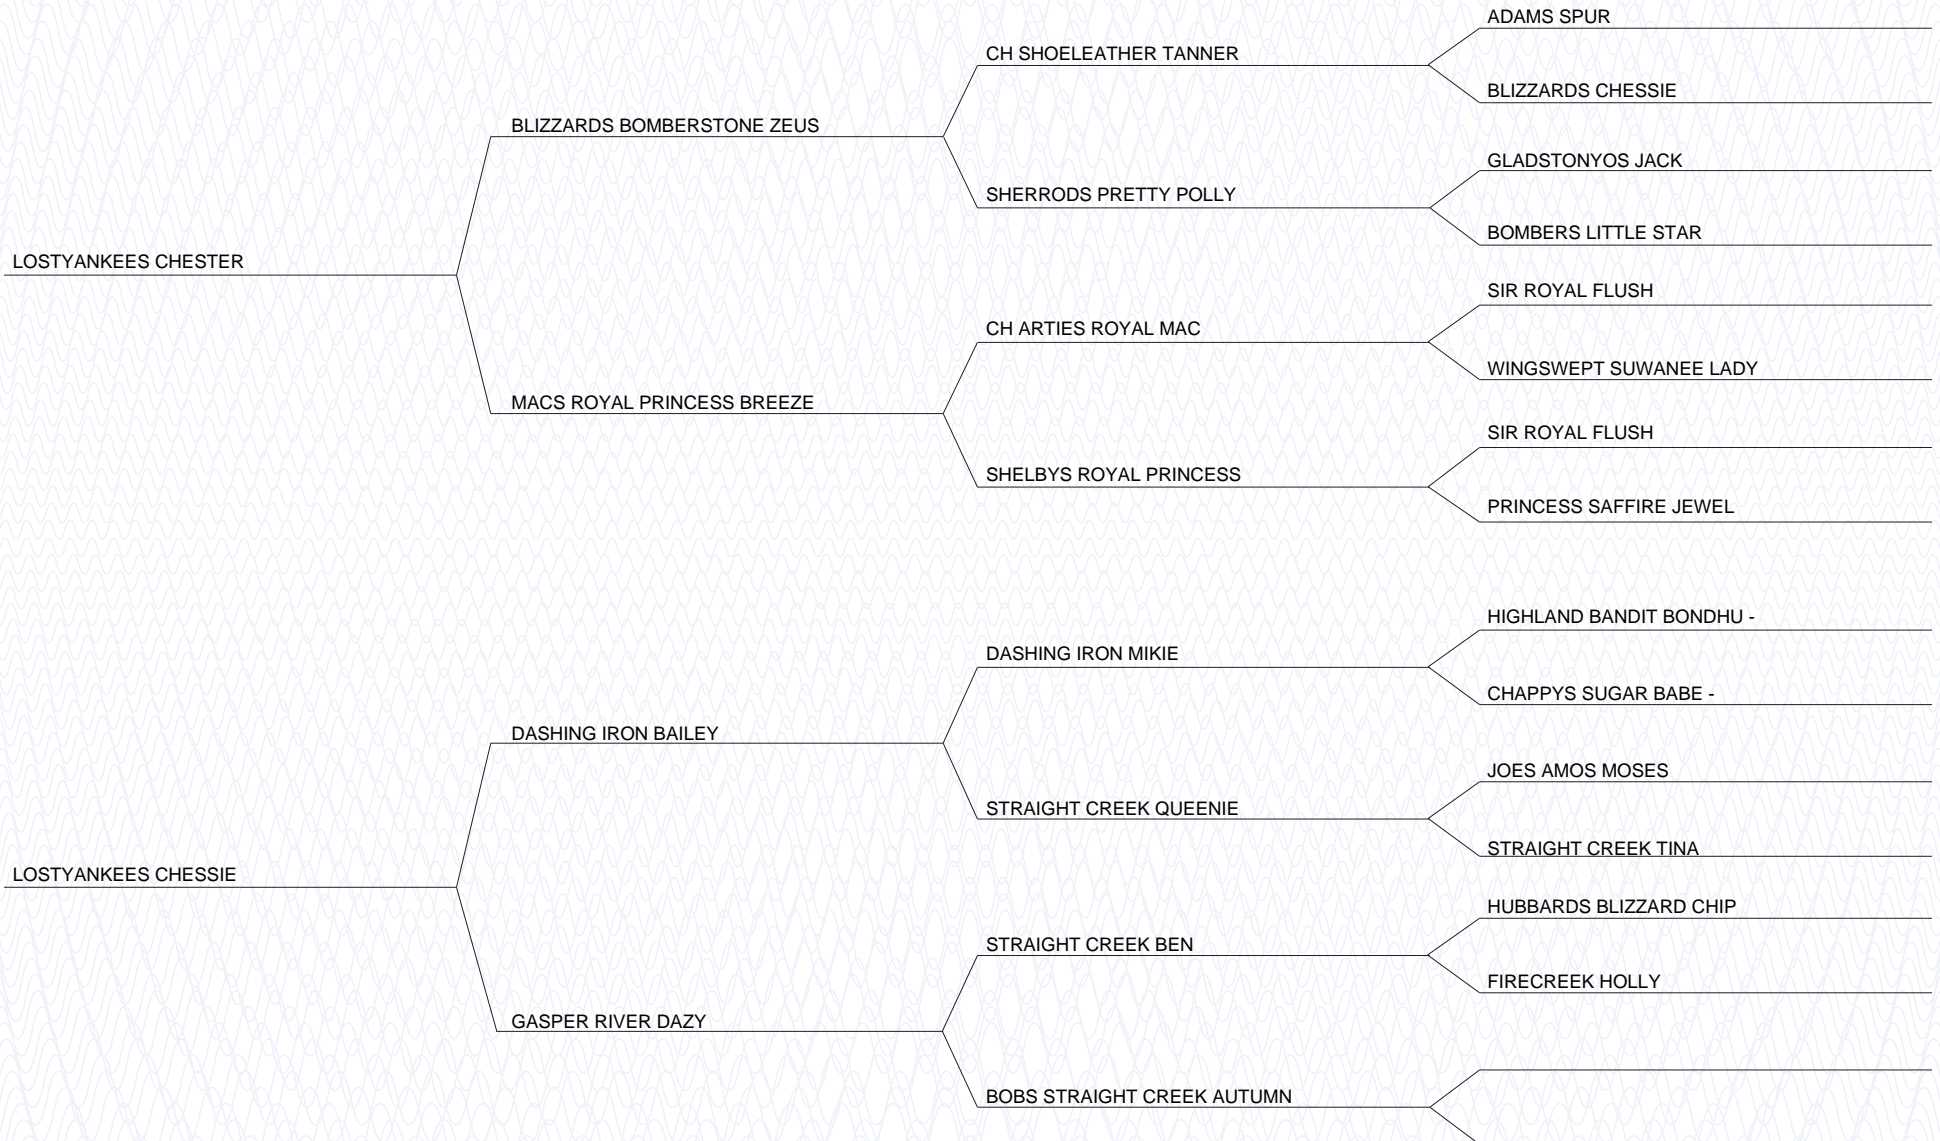 ADAMS SPUR
CH SHOELEATHER TANNER
BLIZZARDS CHESSIE
BLIZZARDS BOMBERSTONE ZEUS
GLADSTONYOS JACK
SHERRODS PRETTY POLLY
BOMBERS LITTLE STAR
LOSTYANKEES CHESTER
SIR ROYAL FLUSH
CH ARTIES ROYAL MAC
WINGSWEPT SUWANEE LADY
MACS ROYAL PRINCESS BREEZE
SIR ROYAL FLUSH
SHELBYS ROYAL PRINCESS
PRINCESS SAFFIRE JEWEL
HIGHLAND BANDIT BONDHU -
DASHING IRON MIKIE
CHAPPYS SUGAR BABE -
DASHING IRON BAILEY
JOES AMOS MOSES
STRAIGHT CREEK QUEENIE
STRAIGHT CREEK TINA
LOSTYANKEES CHESSIE
HUBBARDS BLIZZARD CHIP
STRAIGHT CREEK BEN
FIRECREEK HOLLY
GASPER RIVER DAZY
BOBS STRAIGHT CREEK AUTUMN